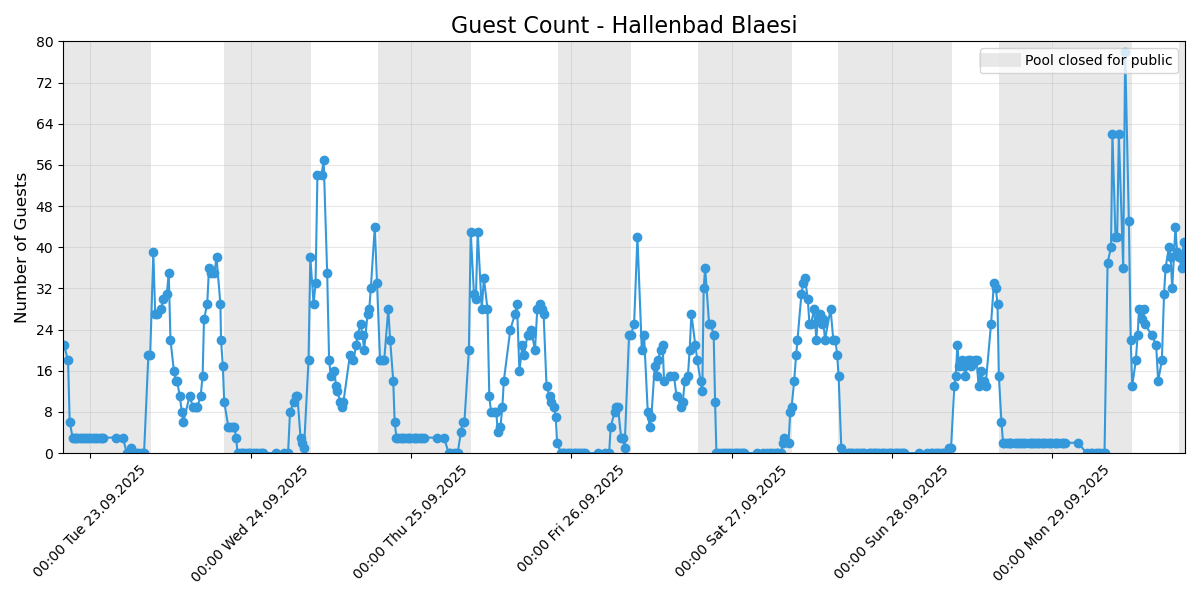 Guest Count - Hallenbad Blaesi
Pool closed for public
Number of Guests
80
72
64
56
48
40
32
24
16
8
0
00:00 Tue 23.09.2025
00:00 Wed 24.09.2025
00:00 Thu 25.09.2025
00:00 Fri 26.09.2025
00:00 Sat 27.09.2025
00:00 Sun 28.09.2025
00:00 Mon 29.09.2025